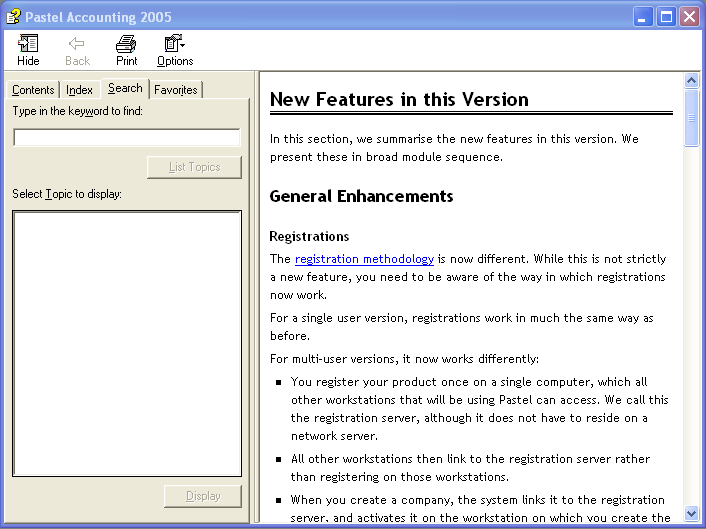 Pastel Accounting 2005
Hide Back Print Options
Contents Index Search Favorites
Type in the keyword to find:
List Topics
Select Topic to display:
Display
New Features in this Version
In this section, we summarise the new features in this version. We
present these in broad module sequence.
General Enhancements
Registrations
The registration methodology is now different. While this is not strictly
a new feature, you need to be aware of the way in which registrations
now work.
For a single user version, registrations work in much the same way as
before.
For multi-user versions, it now works differently:
You register your product once on a single computer, which all
other workstations that will be using Pastel can access. We call this
the registration server, although it does not have to reside on a
network server.
All other workstations then link to the registration server rather
than registering on those workstations.
When you create a company, the system links it to the registration
server, and activates it on the workstation on which you create the